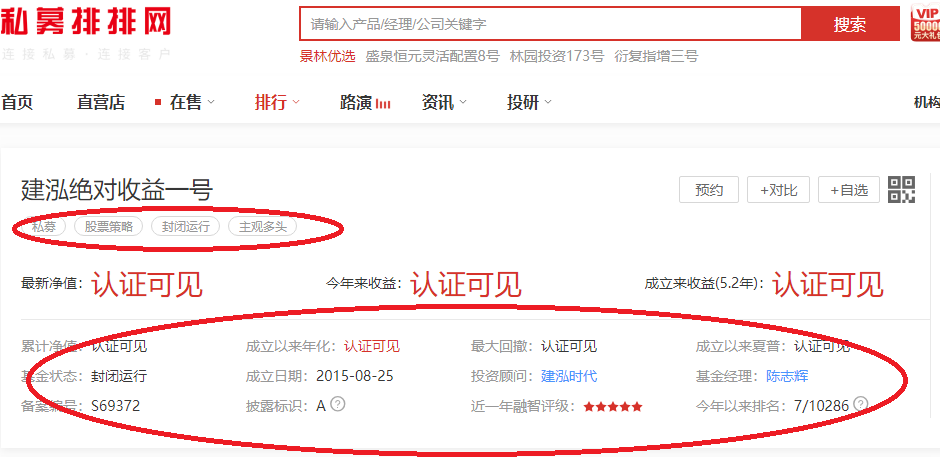 私募排排网
连接私募·连接客户
请输入产品/经理/公司关键字
搜索
VIP
50000
元大礼包
景林优选 盛泉恒元灵活配置8号 林园投资173号 衍复指增三号
首页 直营店 在售 排行 路演 资讯 投研 机构
建泓绝对收益一号
预约 +对比 +自选
私募 股票策略 封闭运行 主观多头
最新净值：认证可见 今年来收益：认证可见 成立来收益(5.2年)：认证可见
累计净值：认证可见 成立以来年化：认证可见 最大回撤：认证可见 成立以来夏普：认证可见
基金状态：封闭运行 成立日期：2015-08-25 投资顾问：建泓时代 基金经理：陈志辉
备案编号：S69372 披露标识：A ? 近一年融智评级：★★★★★ 今年以来排名：7/10286 ?